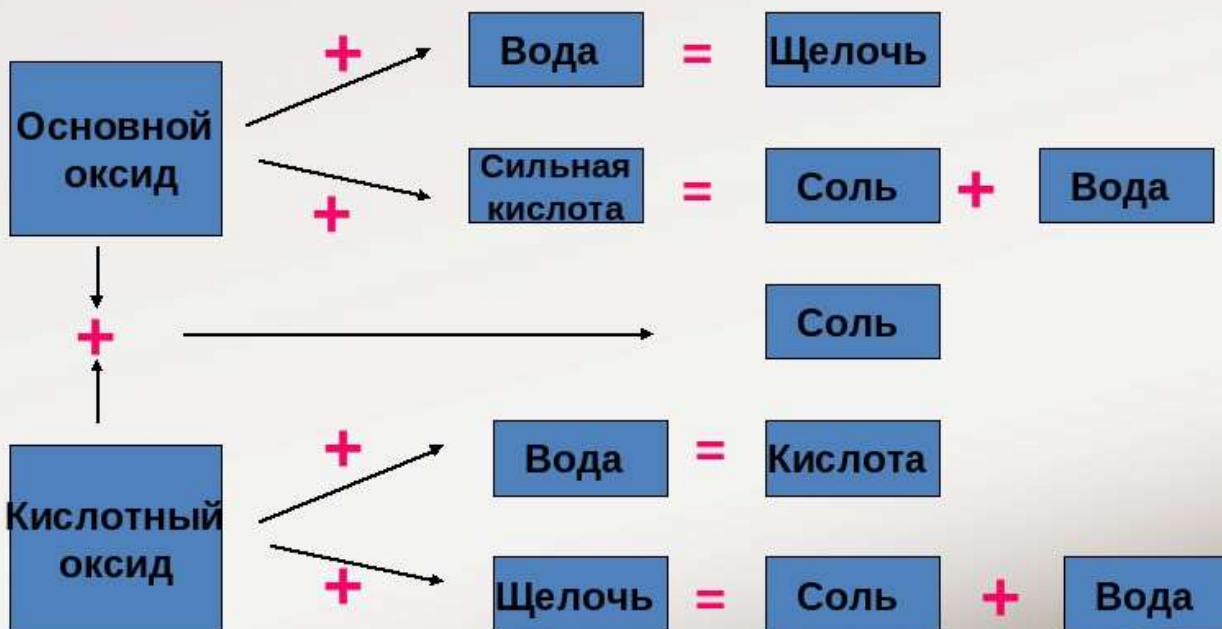 + Вода = Щелочь
Основной
оксид
+ Сильная
кислота = Соль + Вода
+ Соль
+ Вода = Кислота
Кислотный
оксид
+ Щелочь = Соль + Вода